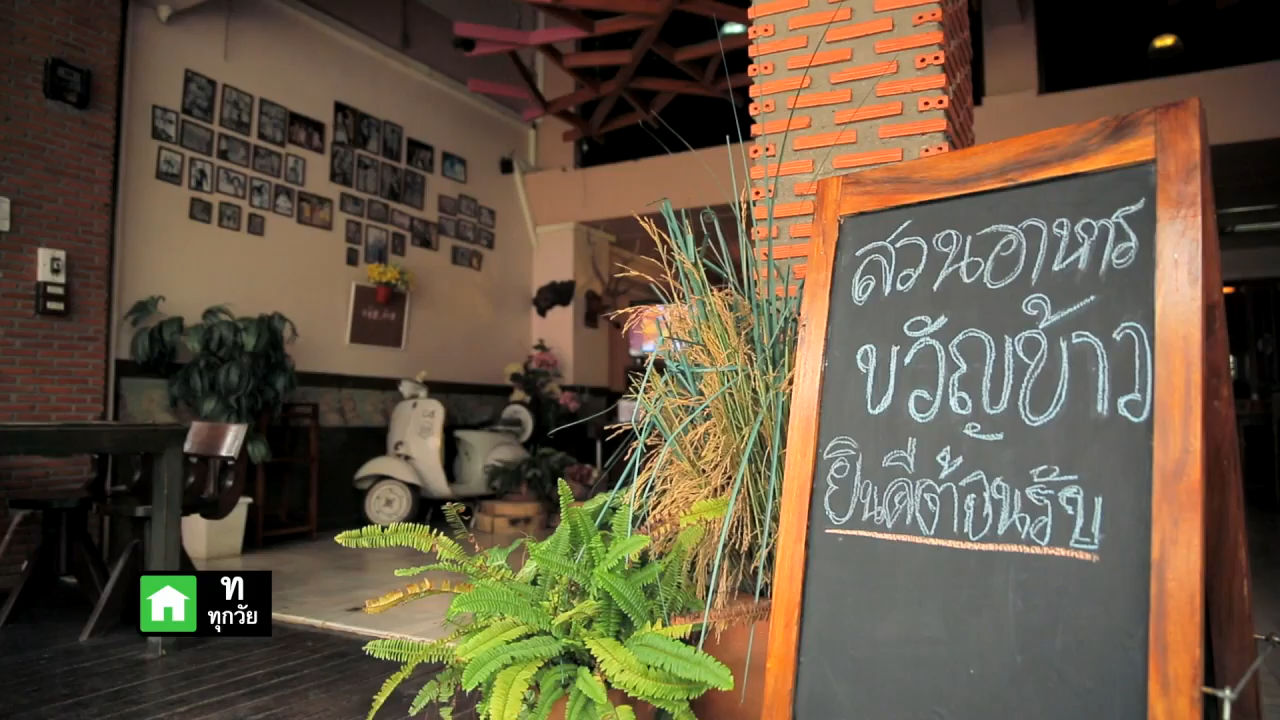 สวนอาหาร
ขวัญข้าว
ยินดีต้อนรับ
ท
ทุกวัย